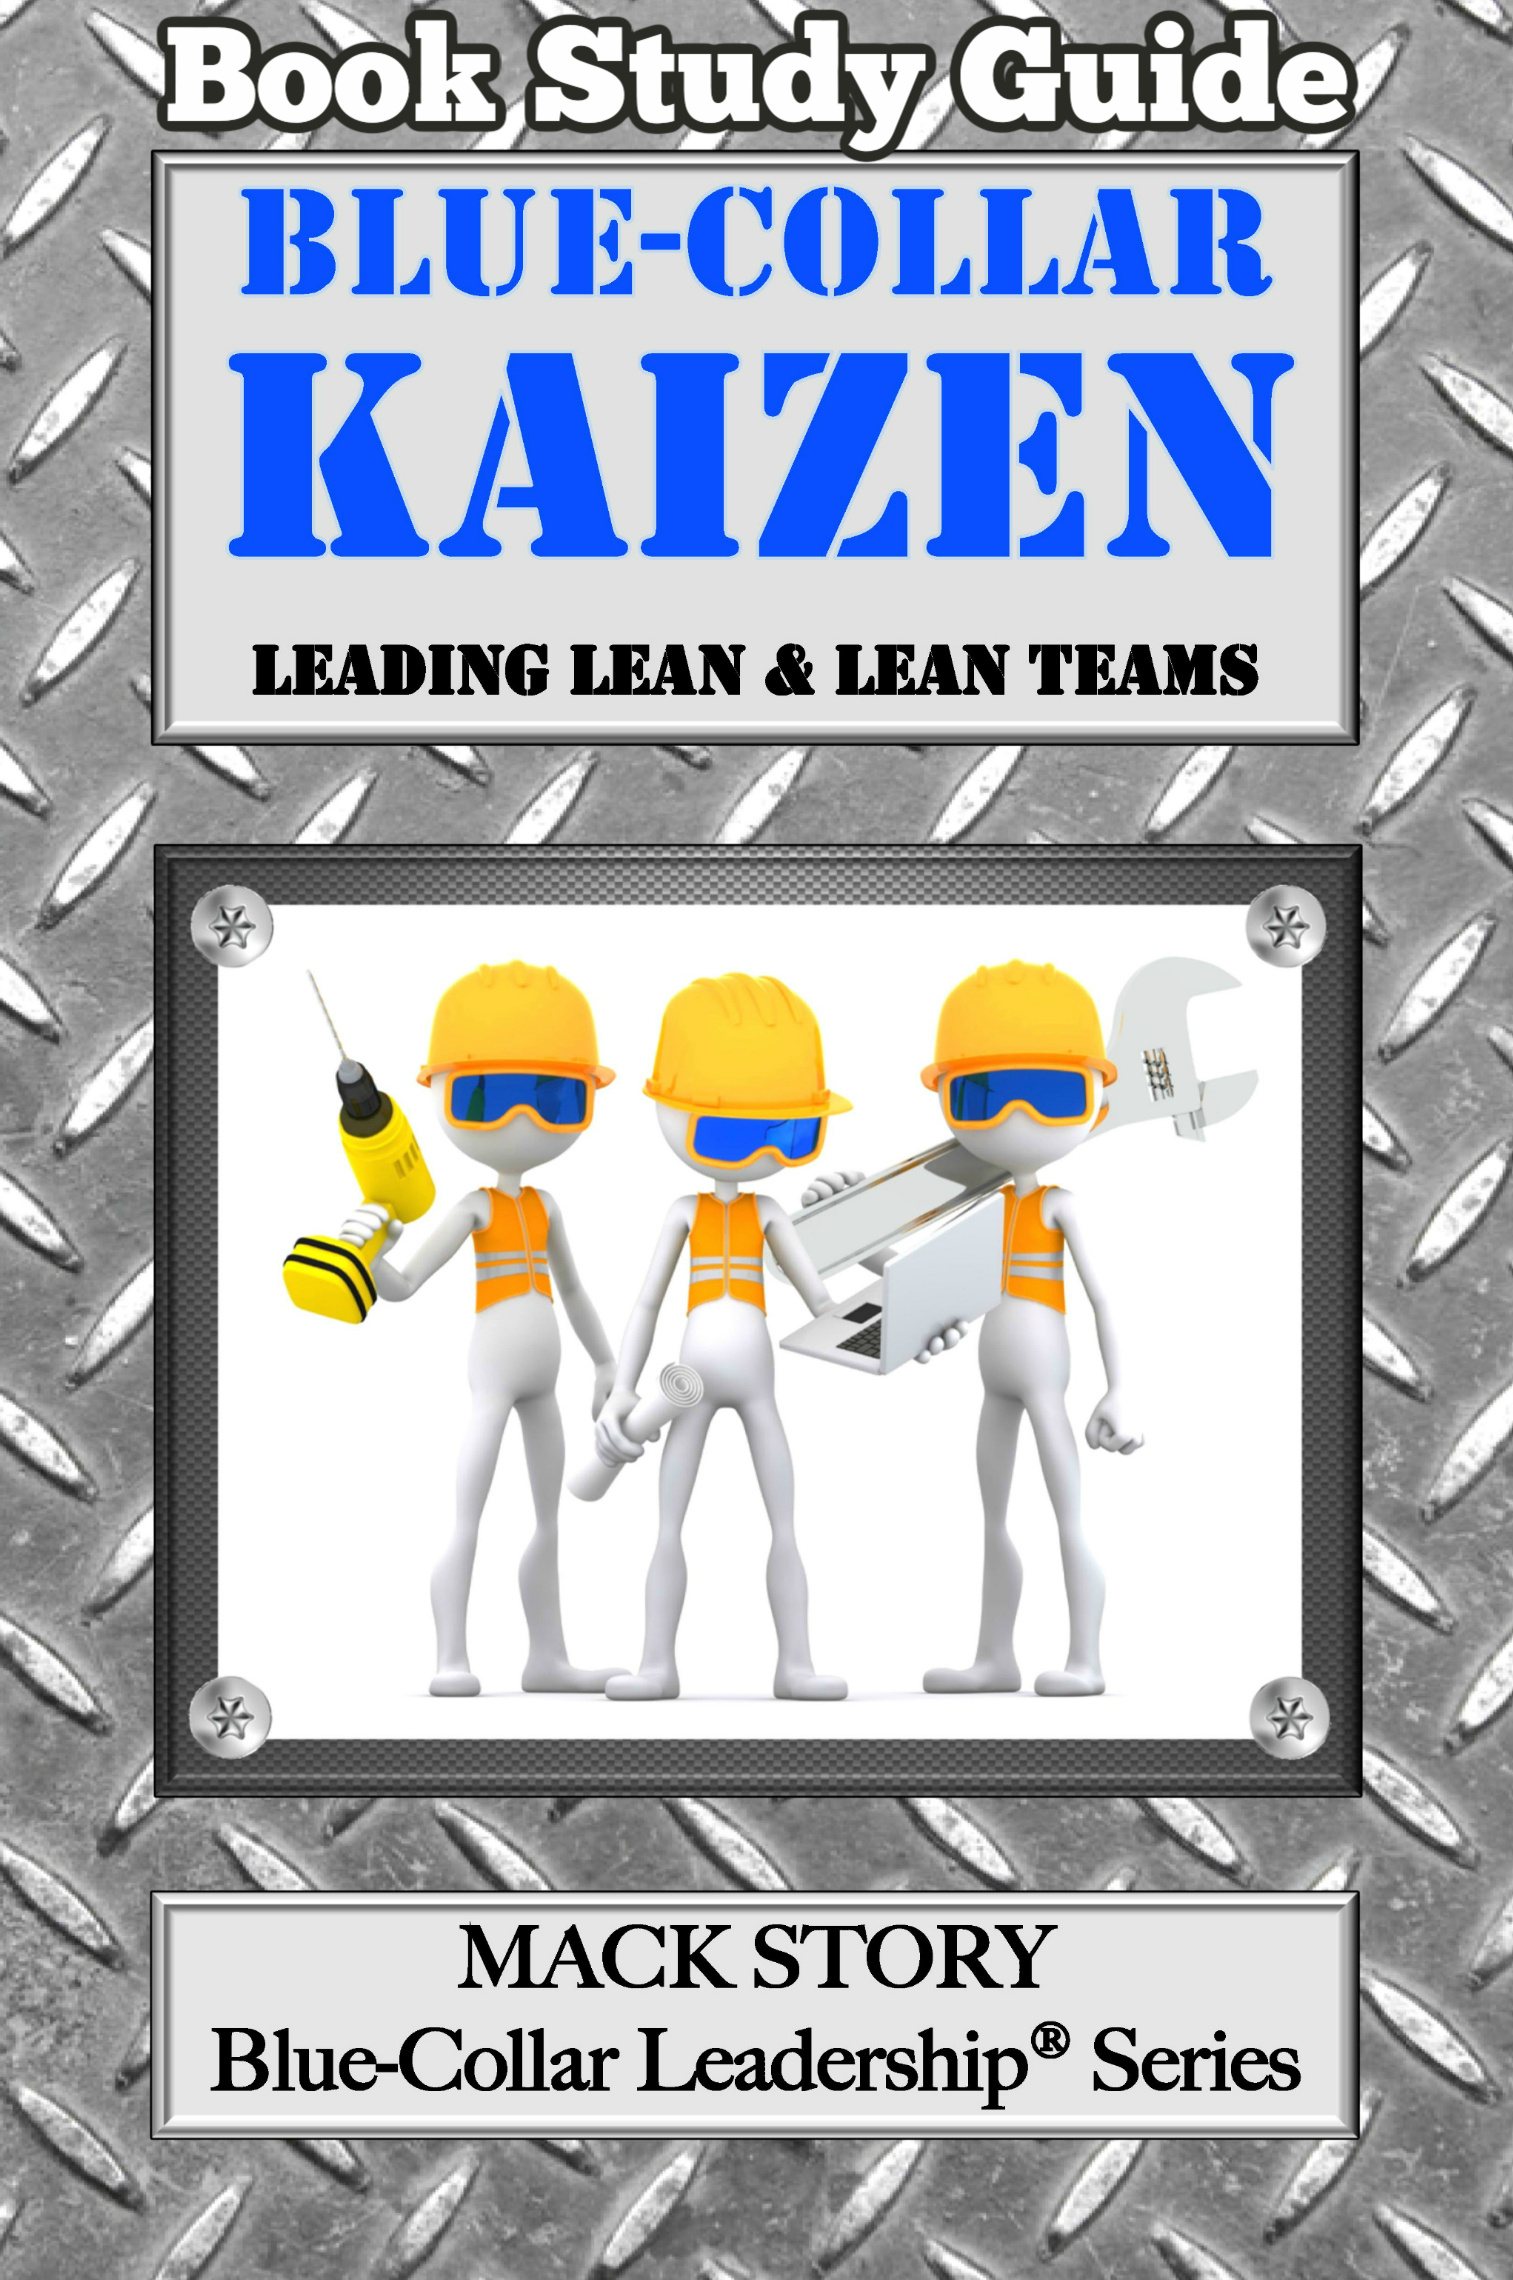 Book Study Guide
BLUE-COLLAR
KAIZEN
LEADING LEAN & LEAN TEAMS
MACK STORY
Blue-Collar Leadership® Series